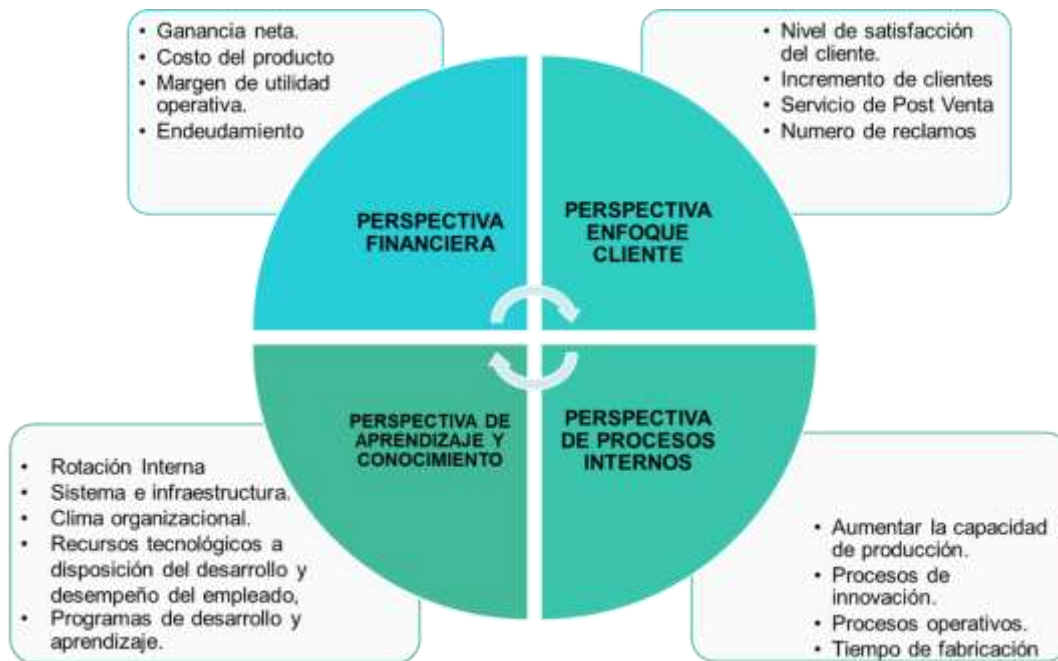 • Ganancia neta.
• Costo del producto
• Margen de utilidad
operativa.
• Endeudamiento
• Nivel de satisfacción
del cliente.
• Incremento de clientes
• Servicio de Post Venta
• Numero de reclamos
PERSPECTIVA
FINANCIERA
PERSPECTIVA
ENFOQUE
CLIENTE
PERSPECTIVA DE
APRENDIZAJE Y
CONOCIMIENTO
PERSPECTIVA
DE PROCESOS
INTERNOS
• Rotación Interna
• Sistema e infraestructura.
• Clima organizacional.
• Recursos tecnológicos a
disposición del desarrollo y
desempeño del empleado,
• Programas de desarrollo y
aprendizaje.
• Aumentar la capacidad
de producción.
• Procesos de
innovación.
• Procesos operativos.
• Tiempo de fabricación